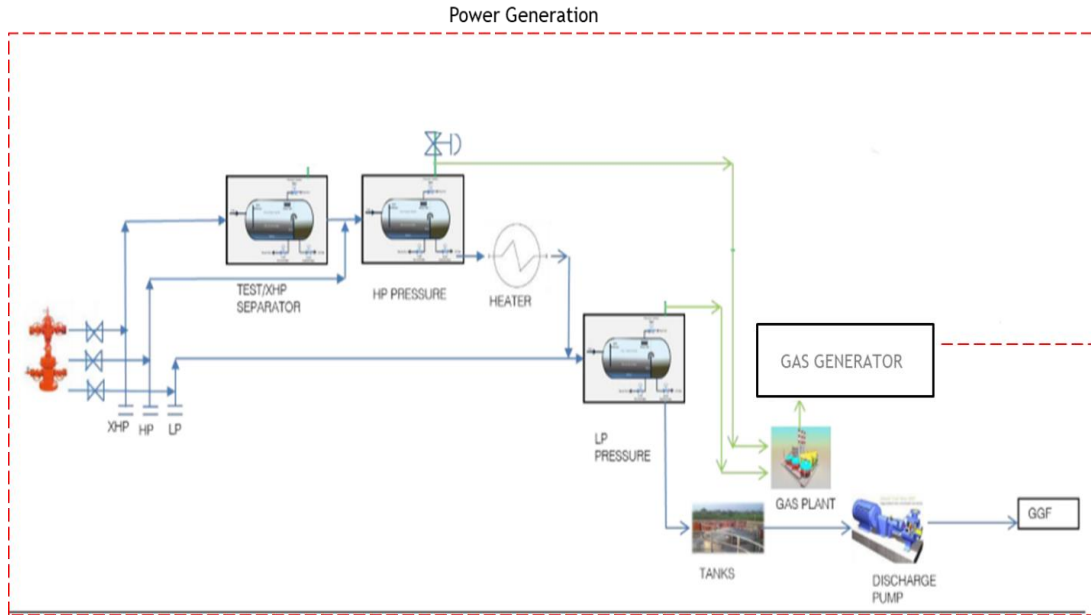 Power Generation
TEST/XHP
SEPARATOR
HP PRESSURE
HEATER
XHP
HP
LP
LP
PRESSURE
GAS GENERATOR
GAS PLANT
TANKS
DISCHARGE
PUMP
GGF